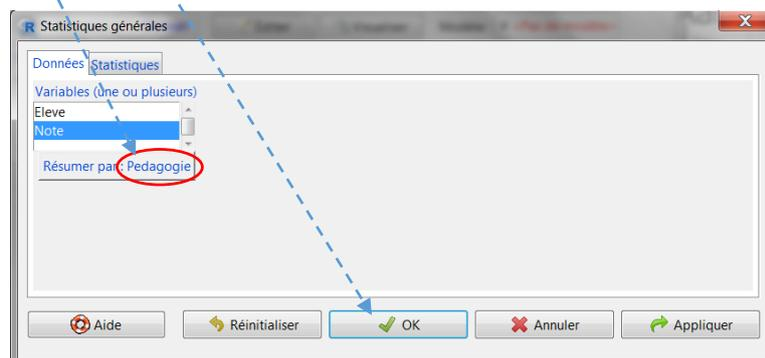 Statistiques générales
Données Statistiques
Variables (une ou plusieurs)
Eleve
Note
Résumer par : Pedagogie
Aide Réinitialiser OK Annuler Appliquer